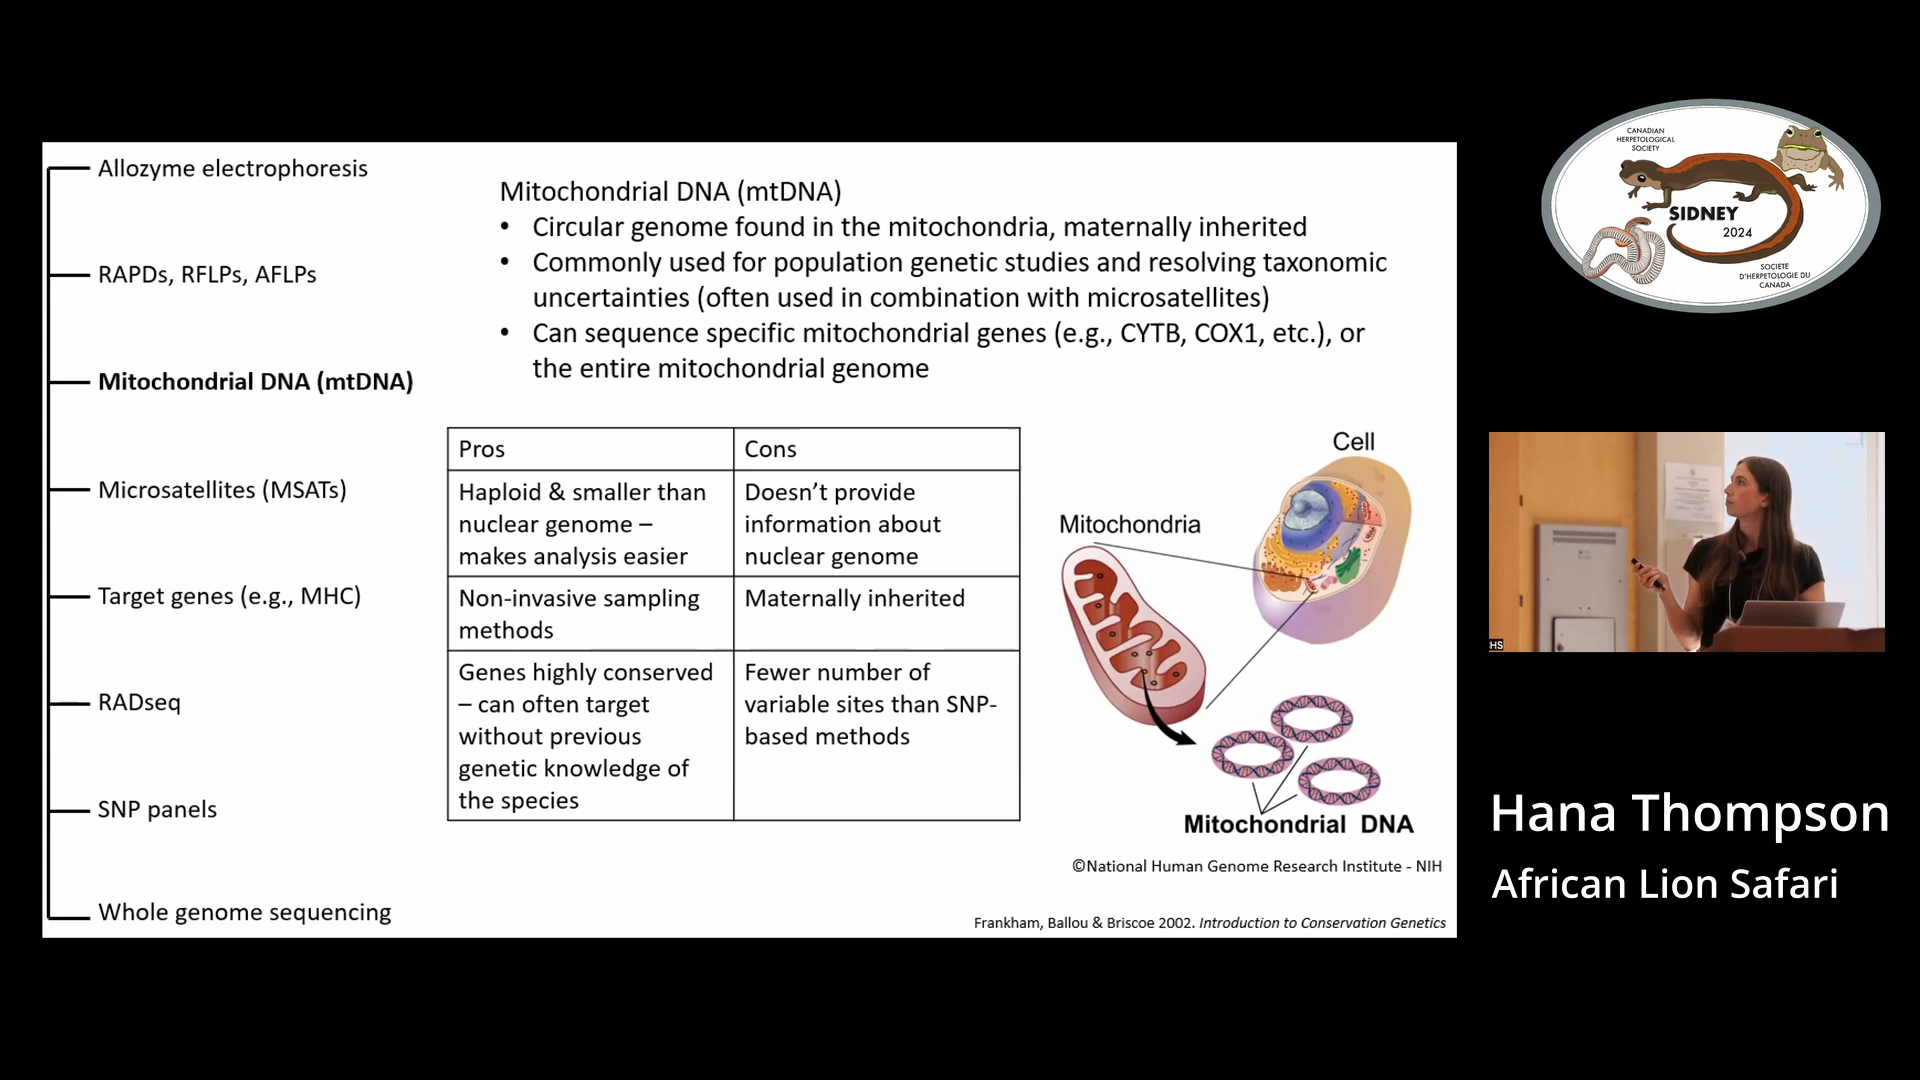 Allozyme electrophoresis
RAPDs, RFLPs, AFLPs
Mitochondrial DNA (mtDNA)
Microsatellites (MSATs)
Target genes (e.g., MHC)
RADseq
SNP panels
Whole genome sequencing
Mitochondrial DNA (mtDNA)
• Circular genome found in the mitochondria, maternally inherited
• Commonly used for population genetic studies and resolving taxonomic
uncertainties (often used in combination with microsatellites)
• Can sequence specific mitochondrial genes (e.g., CYTB, COX1, etc.), or
the entire mitochondrial genome
Pros
Cons
Haploid & smaller than
nuclear genome –
makes analysis easier
Doesn't provide
information about
nuclear genome
Non-invasive sampling
methods
Maternally inherited
Genes highly conserved
– can often target
without previous
genetic knowledge of
the species
Fewer number of
variable sites than SNP-
based methods
Cell
Mitochondria
Mitochondrial DNA
©National Human Genome Research Institute - NIH
Frankham, Ballou & Briscoe 2002. Introduction to Conservation Genetics
CANADIAN
HERPETOLOGICAL
SOCIETY
SIDNEY
2024
SOCIETE
D'HERPETOLOGIE DU
CANADA
HS
Hana Thompson
African Lion Safari